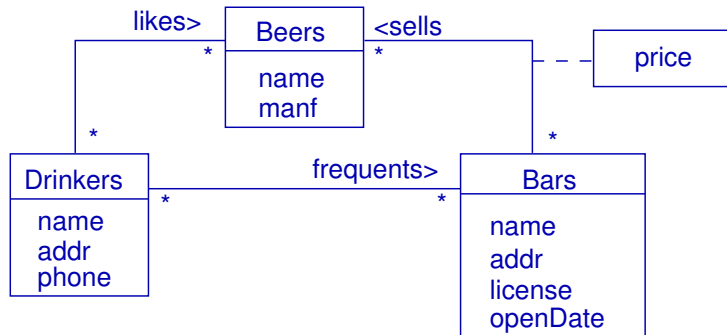 likes>
Beers
<sells
*
*
name
manf
price
*
*
Drinkers
frequents>
Bars
*
*
name
addr
phone
name
addr
license
openDate